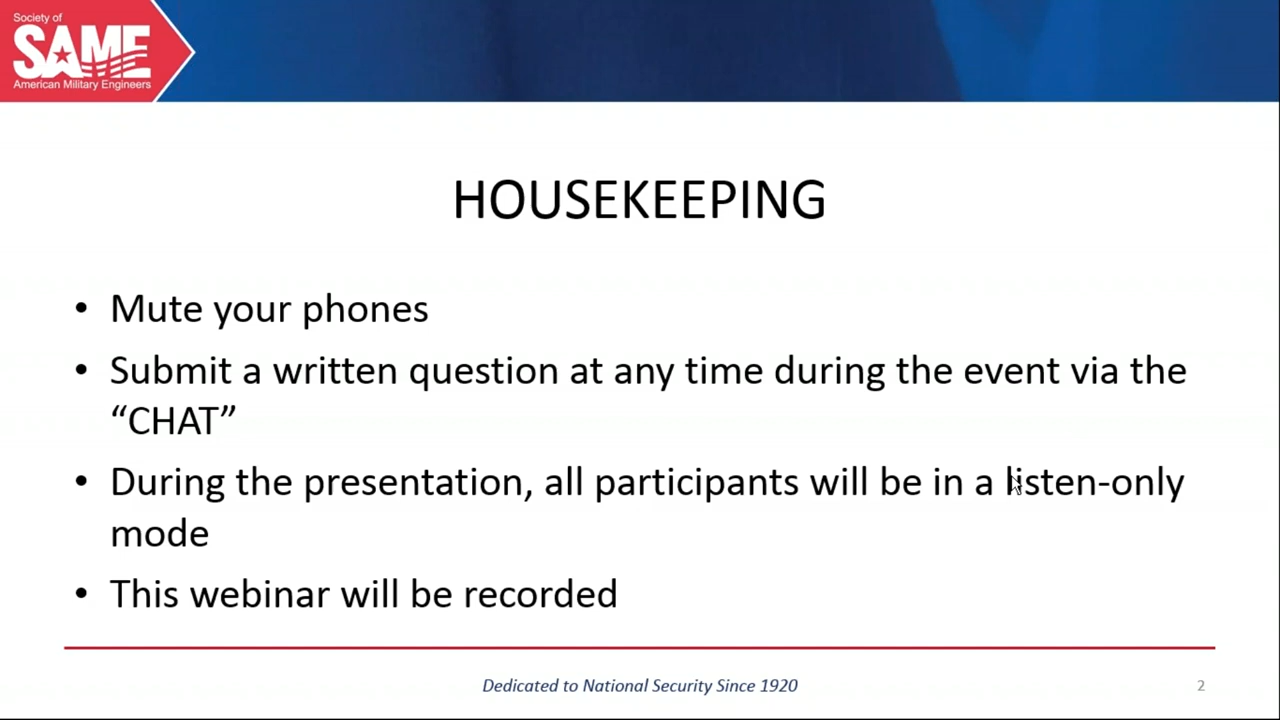 Society of
SAME
American Military Engineers
HOUSEKEEPING
• Mute your phones
• Submit a written question at any time during the event via the
“CHAT”
• During the presentation, all participants will be in a listen-only
mode
• This webinar will be recorded
Dedicated to National Security Since 1920
2